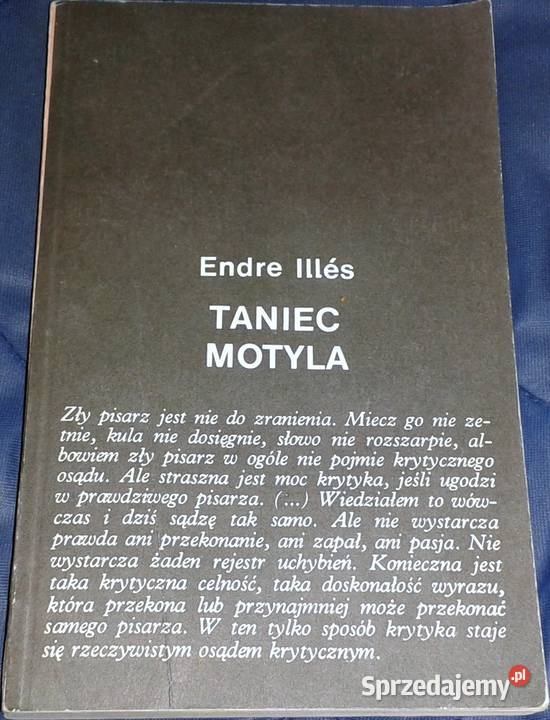 Endre Illés
TANIEC
MOTYLA
Zły pisarz jest nie do zranienia. Miecz go nie ze-
tnie, kula nie dosięgnie, słowo nie rozszarpie, al-
bowiem zły pisarz w ogóle nie pojmie krytycznego
osądu. Ale straszna jest moc krytyka, jeśli ugodzi
w prawdziwego pisarza. (...) Wiedziałem to wów-
czas i dziś sądzę tak samo. Ale nie wystarcza
prawda ani przekonanie, ani zapał, ani pasja. Nie
wystarcza żaden rejestr uchybień. Konieczna jest
taka krytyczna celność, taka doskonałość wyrazu,
która przekona lub przynajmniej może przekonać
samego pisarza. W ten tylko sposób krytyka staje
się rzeczywistym osądem krytycznym.
Sprzedajemy.pl